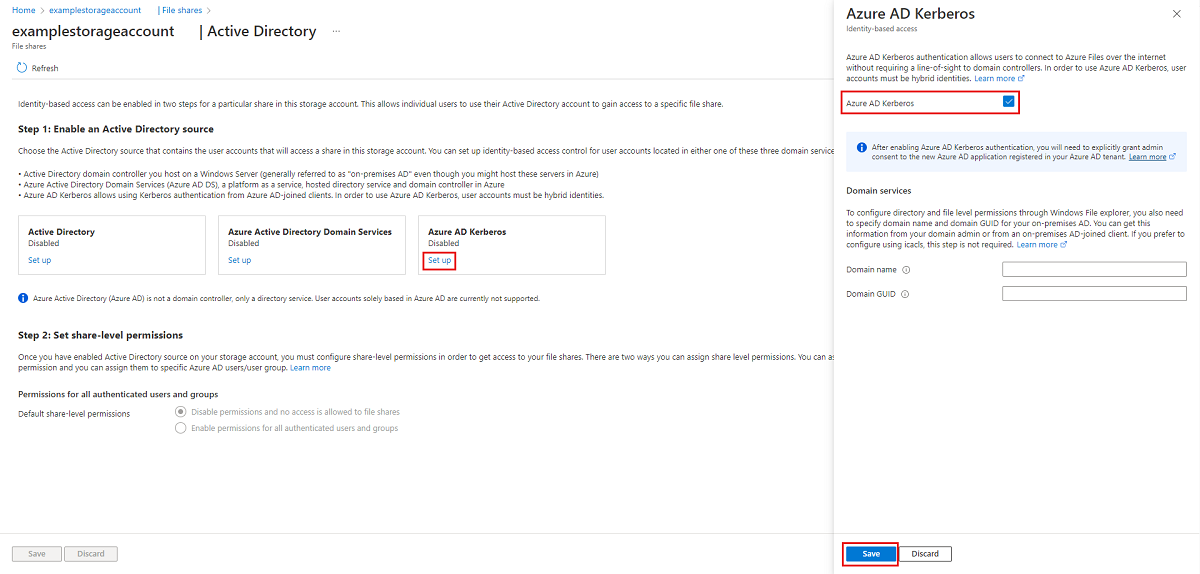 Home > examplestorageaccount | File shares >
examplestorageaccount | Active Directory ...
File shares
Refresh
Identity-based access can be enabled in two steps for a particular share in this storage account. This allows individual users to use their Active Directory account to gain access to a specific file share.
Step 1: Enable an Active Directory source
Choose the Active Directory source that contains the user accounts that will access a share in this storage account. You can set up identity-based access control for user accounts located in either one of these three domain service
• Active Directory domain controller you host on a Windows Server (generally referred to as "on-premises AD" even though you might host these servers in Azure)
• Azure Active Directory Domain Services (Azure AD DS), a platform as a service, hosted directory service and domain controller in Azure
• Azure AD Kerberos allows using Kerberos authentication from Azure AD-joined clients. In order to use Azure AD Kerberos, user accounts must be hybrid identities.
Active Directory
Disabled
Set up
Azure Active Directory Domain Services
Disabled
Set up
Azure AD Kerberos
Disabled
Set up
Azure Active Directory (Azure AD) is not a domain controller, only a directory service. User accounts solely based in Azure AD are currently not supported.
Step 2: Set share-level permissions
Once you have enabled Active Directory source on your storage account, you must configure share-level permissions in order to get access to your file shares. There are two ways you can assign share level permissions. You can as
permission and you can assign them to specific Azure AD users/user group. Learn more
Permissions for all authenticated users and groups
Default share-level permissions
Disable permissions and no access is allowed to file shares
Enable permissions for all authenticated users and groups
Save Discard
Azure AD Kerberos
Identity-based access
Azure AD Kerberos authentication allows users to connect to Azure Files over the internet
without requiring a line-of-sight to domain controllers. In order to use Azure AD Kerberos, user
accounts must be hybrid identities. Learn more
Azure AD Kerberos
After enabling Azure AD Kerberos authentication, you will need to explicitly grant admin
consent to the new Azure AD application registered in your Azure AD tenant. Learn more
Domain services
To configure directory and file level permissions through Windows File explorer, you also need
to specify domain name and domain GUID for your on-premises AD. You can get this
information from your domain admin or from an on-premises AD-joined client. If you prefer to
configure using icacls, this step is not required. Learn more
Domain name
Domain GUID
Save Discard